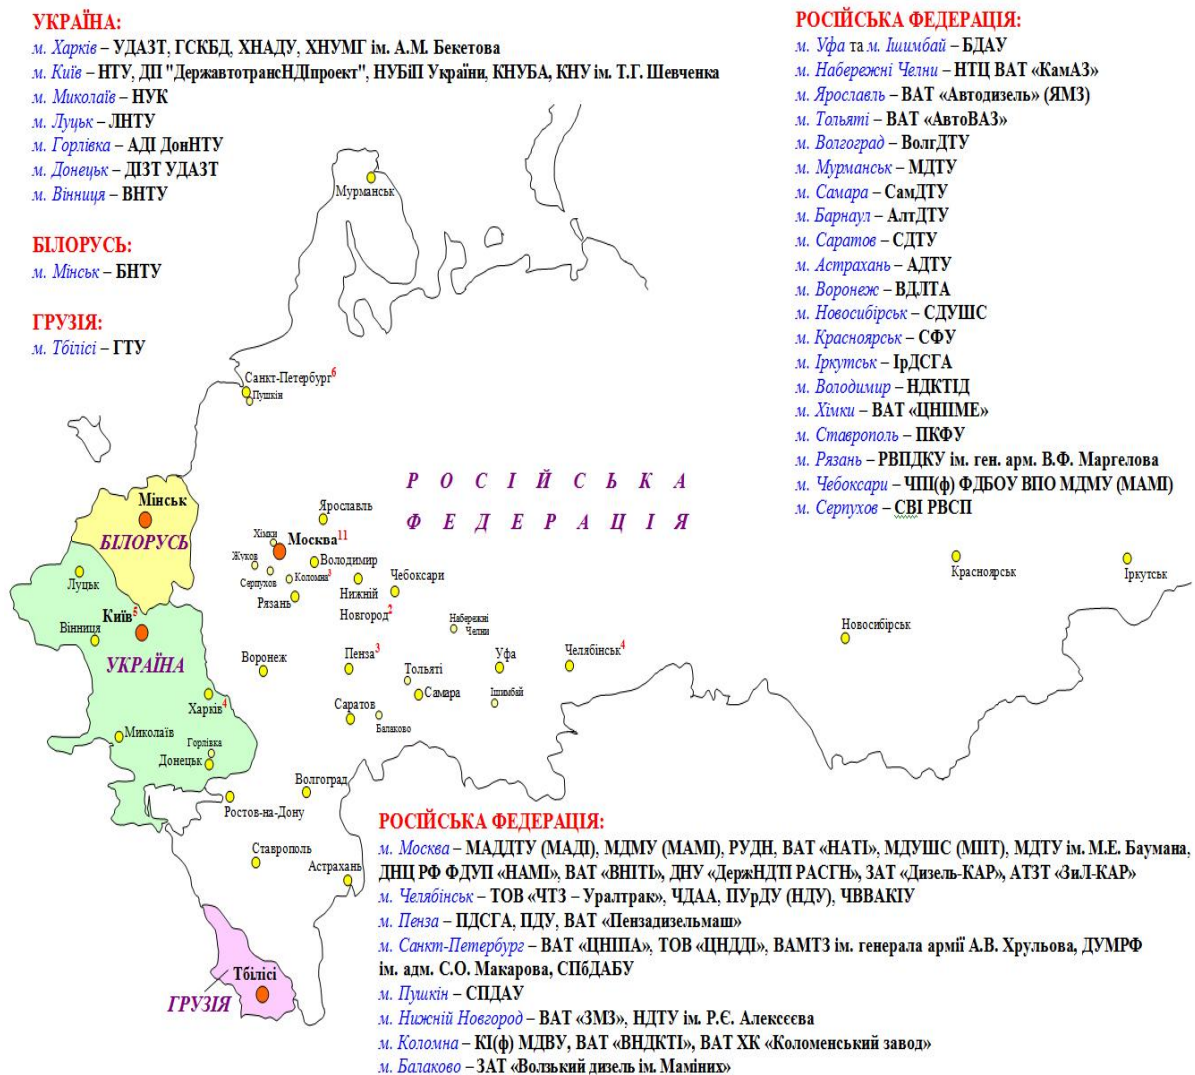 УКРАЇНА:
м. Харків – УДАЗТ, ГСКБД, ХНАДУ, ХНУМГ ім. А.М. Бекетова
м. Київ – НТУ, ДП "ДержавтотрансНДІпроект", НУБіП України, КНУБА, КНУ ім. Т.Г. Шевченка
м. Миколаїв – НУК
м. Луцьк – ЛНТУ
м. Горлівка – АДІ ДонНТУ
м. Донецьк – ДІЗТ УДАЗТ
м. Вінниця – ВНТУ
БІЛОРУСЬ:
м. Мінськ – БНТУ
ГРУЗІЯ:
м. Тбілісі – ГТУ
РОСІЙСЬКА ФЕДЕРАЦІЯ:
м. Уфа та м. Ішимбай – БДАУ
м. Набережні Челни – НТЦ ВАТ «КамАЗ»
м. Ярославль – ВАТ «Автодизель» (ЯМЗ)
м. Тольяті – ВАТ «АвтоВАЗ»
м. Волгоград – ВолгДТУ
м. Мурманськ – МДТУ
м. Самара – СамДТУ
м. Барнаул – АлтДТУ
м. Саратов – СДТУ
м. Астрахань – АДТУ
м. Воронеж – ВДЛТА
м. Новосибірськ – СДУШС
м. Красноярськ – СФУ
м. Іркутськ – ІрДСГА
м. Володимир – НДКТІД
м. Хімки – ВАТ «ЦНІІМЕ»
м. Ставрополь – ПКФУ
м. Рязань – РВПДКУ ім. ген. арм. В.Ф. Маргелова
м. Чебоксари – ЧПІ(ф) ФДБОУ ВПО МДМУ (МАМІ)
м. Серпухов – СВІ РВСП
Мурманськ
Санкт-Петербург6
Пушкін
РОСІЙСЬКА
ФЕДЕРАЦІЯ
Мінськ
БІЛОРУСЬ
Ярославль
Хімки
Москва11
Жуков
Володимир
Серпухов
Коломна3
Рязань
Нижній
Новгород2
Чебоксари
Набережні
Челни
Красноярськ
Іркутськ
Новосибірськ
Луцьк
Київ5
Вінниця
УКРАЇНА
Воронеж
Пенза3
Тольяті
Самара
Уфа
Ішимбай
Челябінськ4
Харків4
Саратов
Балаково
Миколаїв
Горлівка
Донецьк
Волгоград
Ростов-на-Дону
Ставрополь
Астрахань
Тбілісі
ГРУЗІЯ
РОСІЙСЬКА ФЕДЕРАЦІЯ:
м. Москва – МАДДТУ (МАДІ), МДМУ (МАМІ), РУДН, ВАТ «НАТІ», МДУШС (МІІТ), МДТУ ім. М.Е. Баумана,
ДНЦ РФ ФДУП «НАМІ», ВАТ «ВНІТІ», ДНУ «ДержНДТІ РАСГН», ЗАТ «Дизель-КАР», АТЗТ «ЗиЛ-КАР»
м. Челябінськ – ТОВ «ЧТЗ – Уралтрак», ЧДАА, ПУрДУ (НДУ), ЧВВАКІУ
м. Пенза – ПДСГА, ПДУ, ВАТ «Пензадизельмаш»
м. Санкт-Петербург – ВАТ «ЦНІПА», ТОВ «ЦНДДІ», ВАМТЗ ім. генерала армії А.В. Хрульова, ДУМРФ
ім. адм. С.О. Макарова, СПбДАБУ
м. Пушкін – СПДАУ
м. Нижній Новгород – ВАТ «ЗМЗ», НДТУ ім. Р.Є. Алексєєва
м. Коломна – КІ(ф) МДВУ, ВАТ «ВНДКТІ», ВАТ ХК «Коломенський завод»
м. Балаково – ЗАТ «Волзький дизель ім. Маміних»